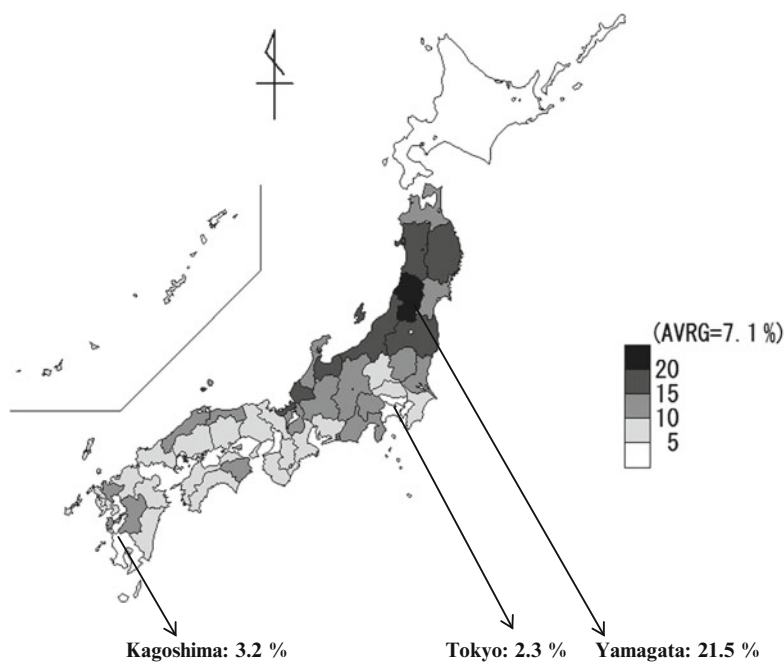 (AVRG=7.1%)
20
15
10
5
Kagoshima: 3.2 %
Tokyo: 2.3 %
Yamagata: 21.5 %